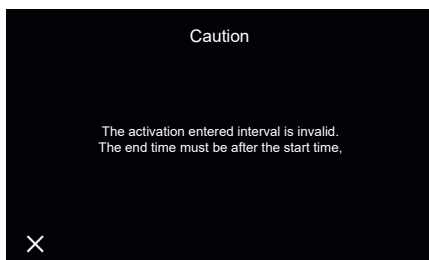 Caution
The activation entered interval is invalid.
The end time must be after the start time,